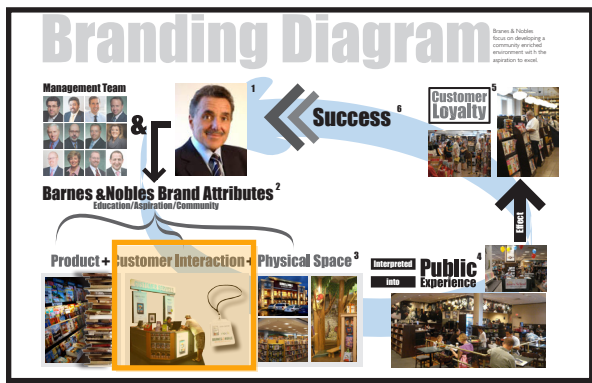 Branding Diagram
Branes & Nobles
focus on developing a
community enriched
environment with the
aspiration to excel.
Management Team
&
1
Success 6
Customer
Loyalty
5
Barnes &Nobles Brand Attributes 2
Education/Aspiration/Community
Effect
Product + Customer Interaction + Physical Space 3
Interpreted
into
Public 4
Experience